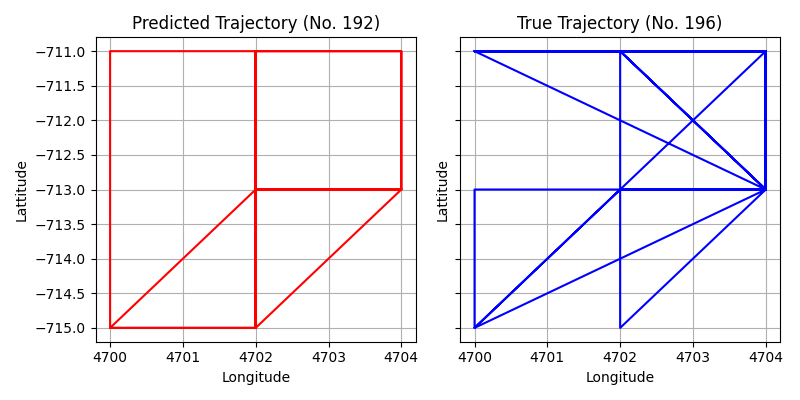 Predicted Trajectory (No. 192)
Lattitude
−711.0
−711.5
−712.0
−712.5
−713.0
−713.5
−714.0
−714.5
−715.0
4700 4701 4702 4703 4704
Longitude
True Trajectory (No. 196)
Lattitude
4700 4701 4702 4703 4704
Longitude